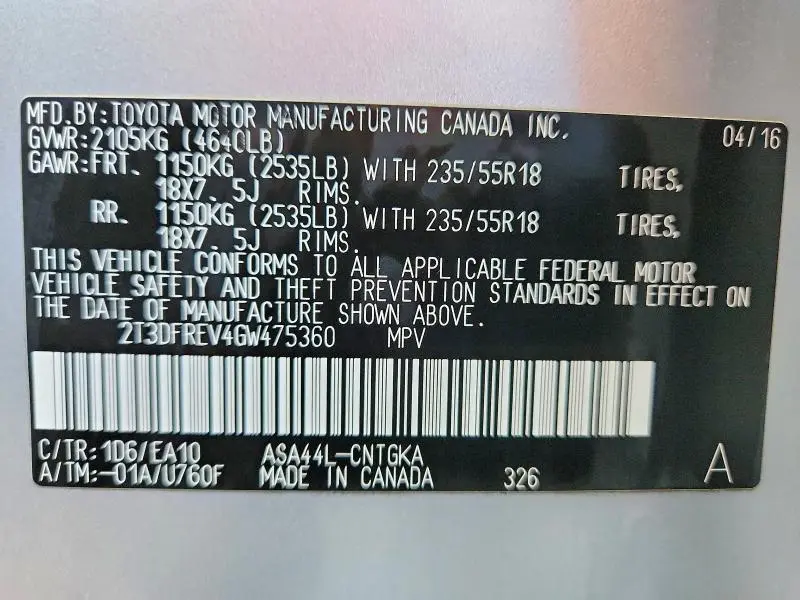 MFD.BY:TOYOTA MOTOR MANUFACTURING CANADA INC. 04/16
GVWR:2105KG (4640LB)
GAWR:FRT. 1150KG (2535LB) WITH 235/55R18 TIRES,
18X7. 5J RIMS.
RR. 1150KG (2535LB) WITH 235/55R18 TIRES,
18X7. 5J RIMS.
THIS VEHICLE CONFORMS TO ALL APPLICABLE FEDERAL MOTOR
VEHICLE SAFETY AND THEFT PREVENTION STANDARDS IN EFFECT ON
THE DATE OF MANUFACTURE SHOWN ABOVE.
2T3DFREV4GW475360 MPV
C/TR:1D6/EA10 ASA44L-CNTGKA
A/TM:-01A/U760F MADE IN CANADA 326 A